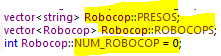 vector<string> Robocop::PRESOS;
vector<Robocop> Robocop::ROBOCOPS;
int Robocop::NUM_ROBOCOP = 0;